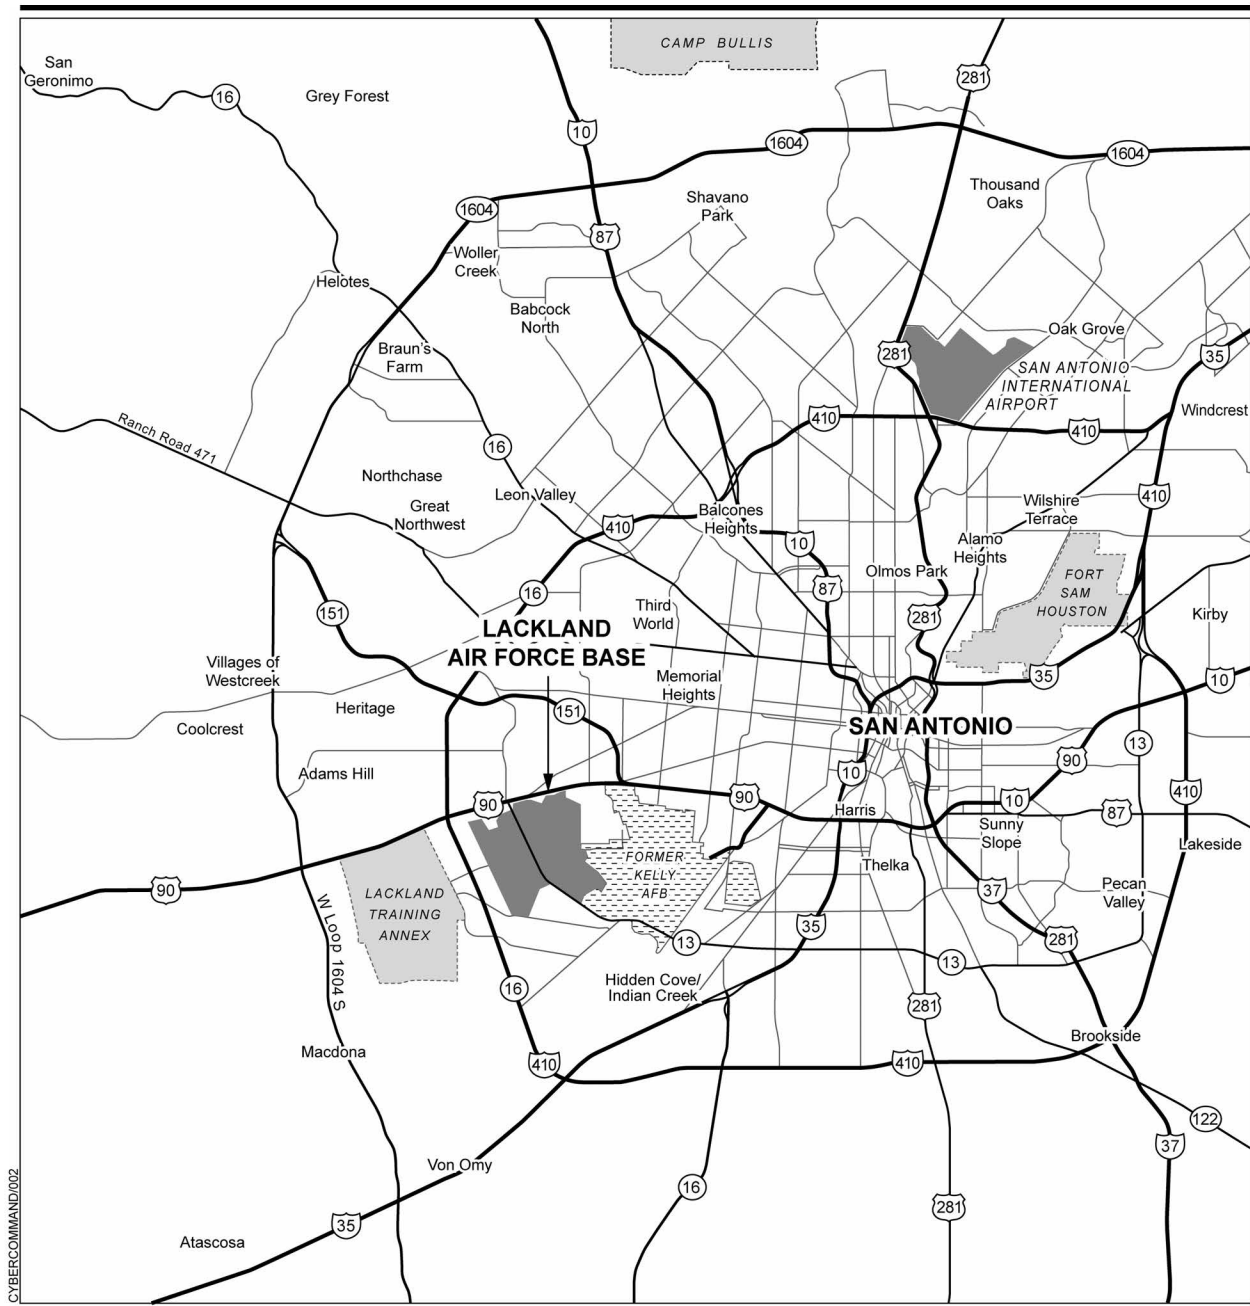 CAMP BULLIS
San
Geronimo
281
16
Grey Forest
10
1604
1604
Thousand
Oaks
Shavano
Park
1604
87
Woller
Creek
Helotes
Babcock
North
Oak Grove
Braun's
Farm
281
35
SAN ANTONIO
INTERNATIONAL
AIRPORT
Windcrest
410
410
Ranch Road 471
16
Northchase
Leon Valley
410
Great
Northwest
Wilshire
Terrace
Balcones
Heights
410
10
Alamo
Heights
Olmos Park
FORT
SAM
HOUSTON
16
87
151
Third
World
281
Kirby
LACKLAND
AIR FORCE BASE
Villages of
Westcreek
Memorial
Heights
35
10
Heritage
151
Coolcrest
SAN ANTONIO
13
90
Adams Hill
10
410
90
90
10
Harris
87
Sunny
Slope
Lakeside
FORMER
KELLY
AFB
Thelka
90
LACKLAND
TRAINING
ANNEX
37
Pecan
Valley
W Loop 1604 S
35
13
281
13
16
Hidden Cove/
Indian Creek
281
Brookside
Macdona
410
410
122
37
Von Omy
16
281
35
Atascosa
CYBERCOMMAND/002